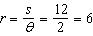 r = s/θ = 12/2 = 6